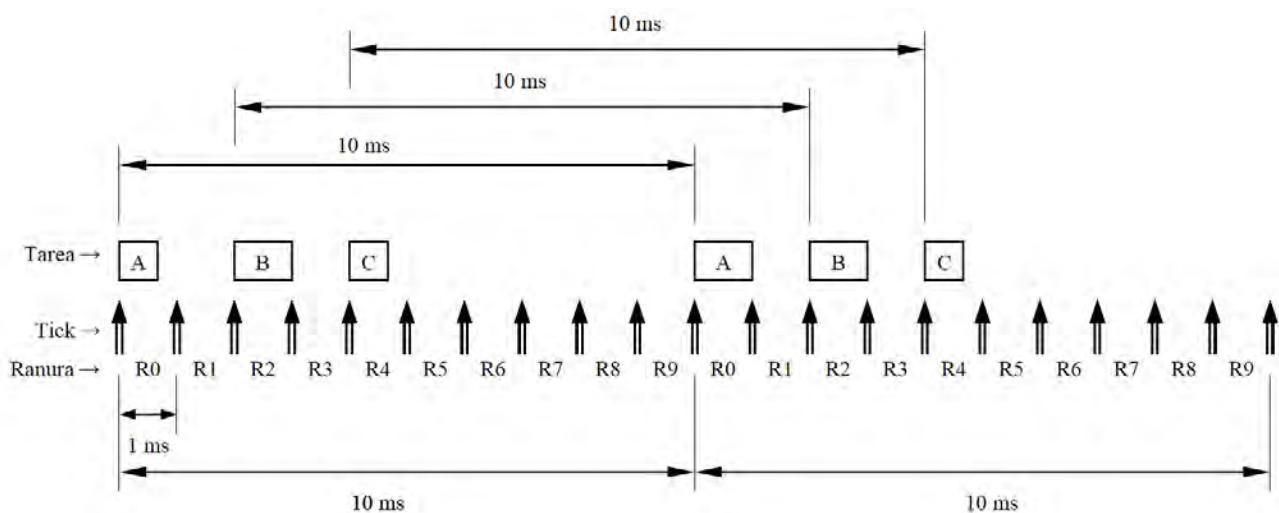 10 ms
10 ms
10 ms
Tarea → A B C A B C
Tick →
Ranura → R0 R1 R2 R3 R4 R5 R6 R7 R8 R9 R0 R1 R2 R3 R4 R5 R6 R7 R8 R9
1 ms
10 ms 10 ms